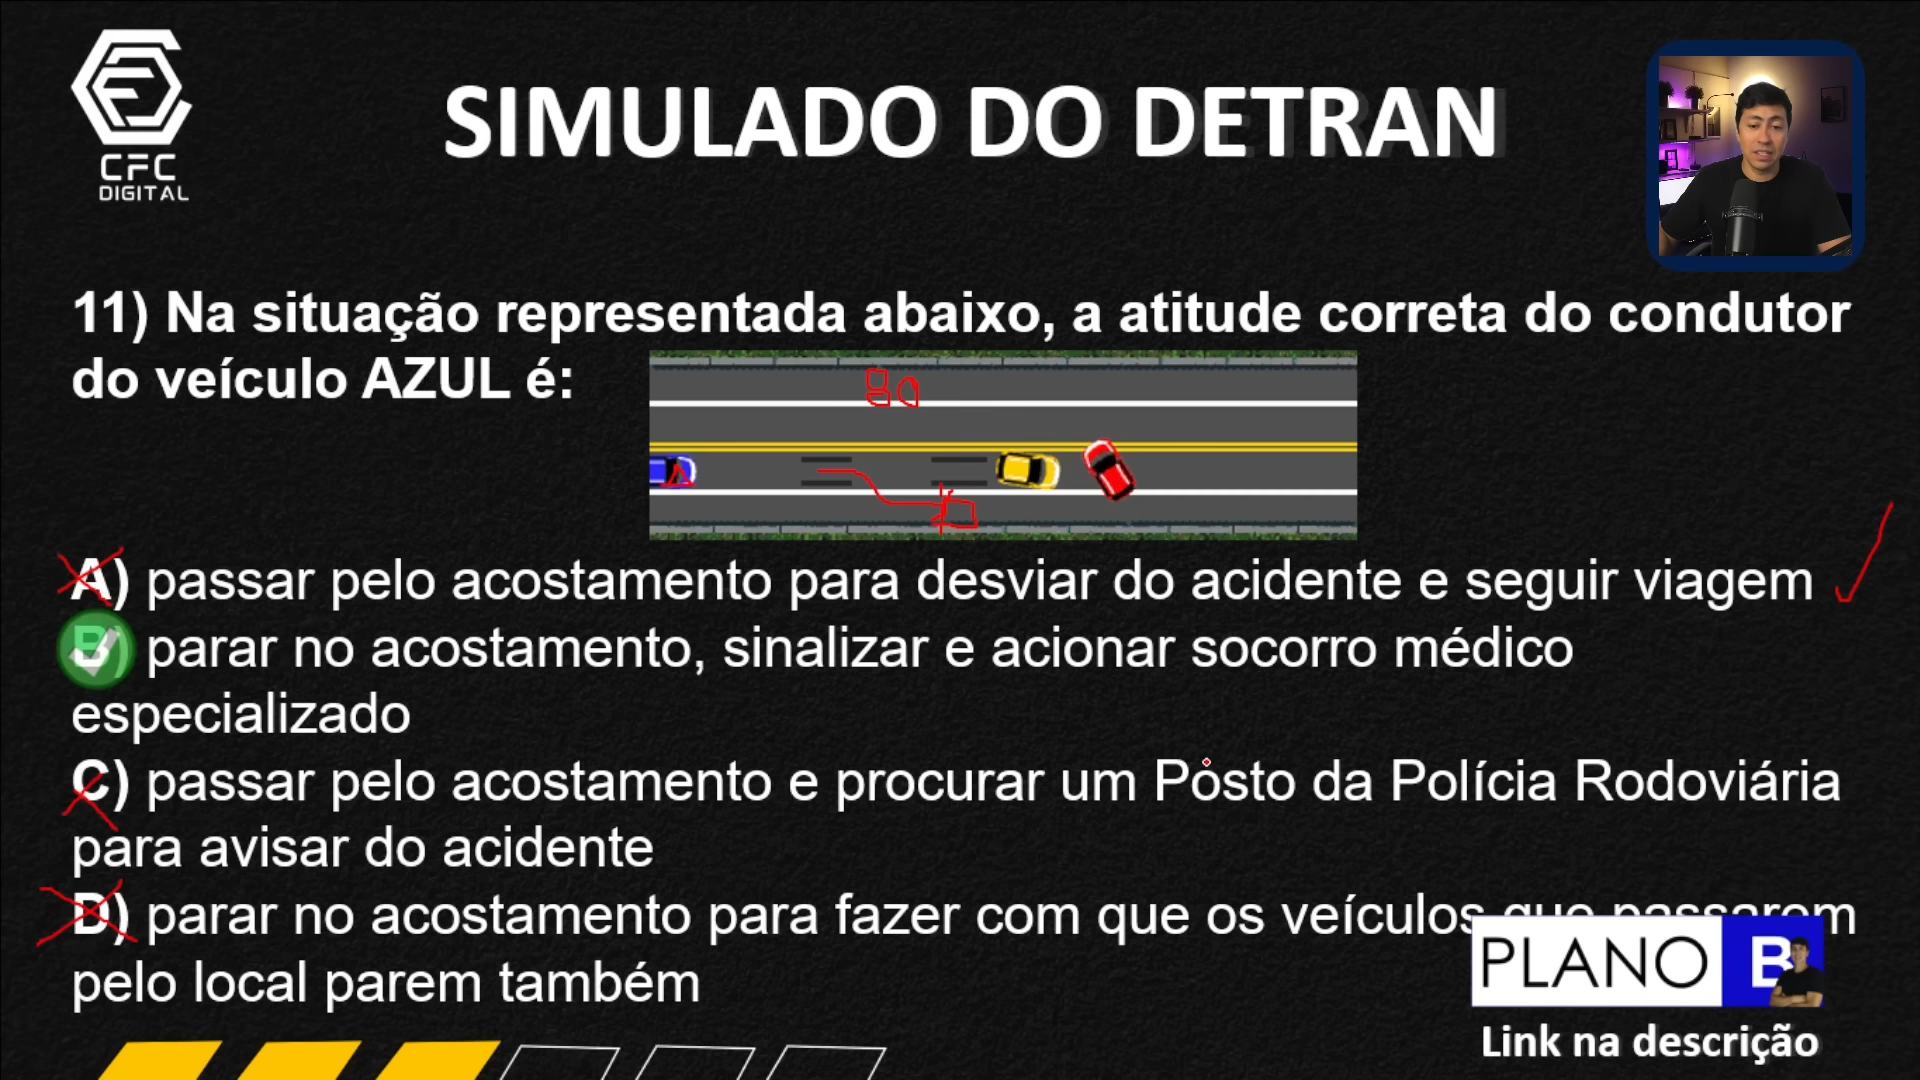 CFC
DIGITAL
SIMULADO DO DETRAN
11) Na situação representada abaixo, a atitude correta do condutor
do veículo AZUL é:
80
A) passar pelo acostamento para desviar do acidente e seguir viagem
B) parar no acostamento, sinalizar e acionar socorro médico
especializado
C) passar pelo acostamento e procurar um Posto da Polícia Rodoviária
para avisar do acidente
D) parar no acostamento para fazer com que os veículos que passarem
pelo local parem também
PLANO B
Link na descrição